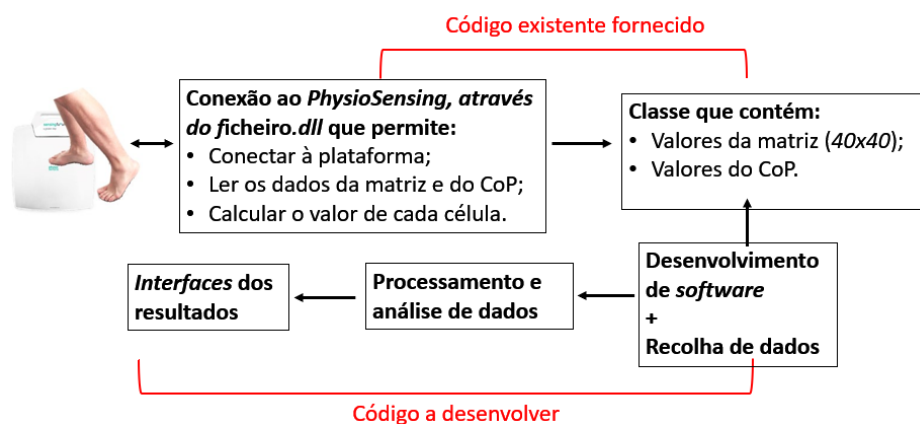 Código existente fornecido
Conexão ao PhysioSensing, através
do ficheiro.dll que permite:
• Conectar à plataforma;
• Ler os dados da matriz e do CoP;
• Calcular o valor de cada célula.
Classe que contém:
• Valores da matriz (40x40);
• Valores do CoP.
Desenvolvimento
de software
+
Recolha de dados
Processamento e
análise de dados
Interfaces dos
resultados
Código a desenvolver